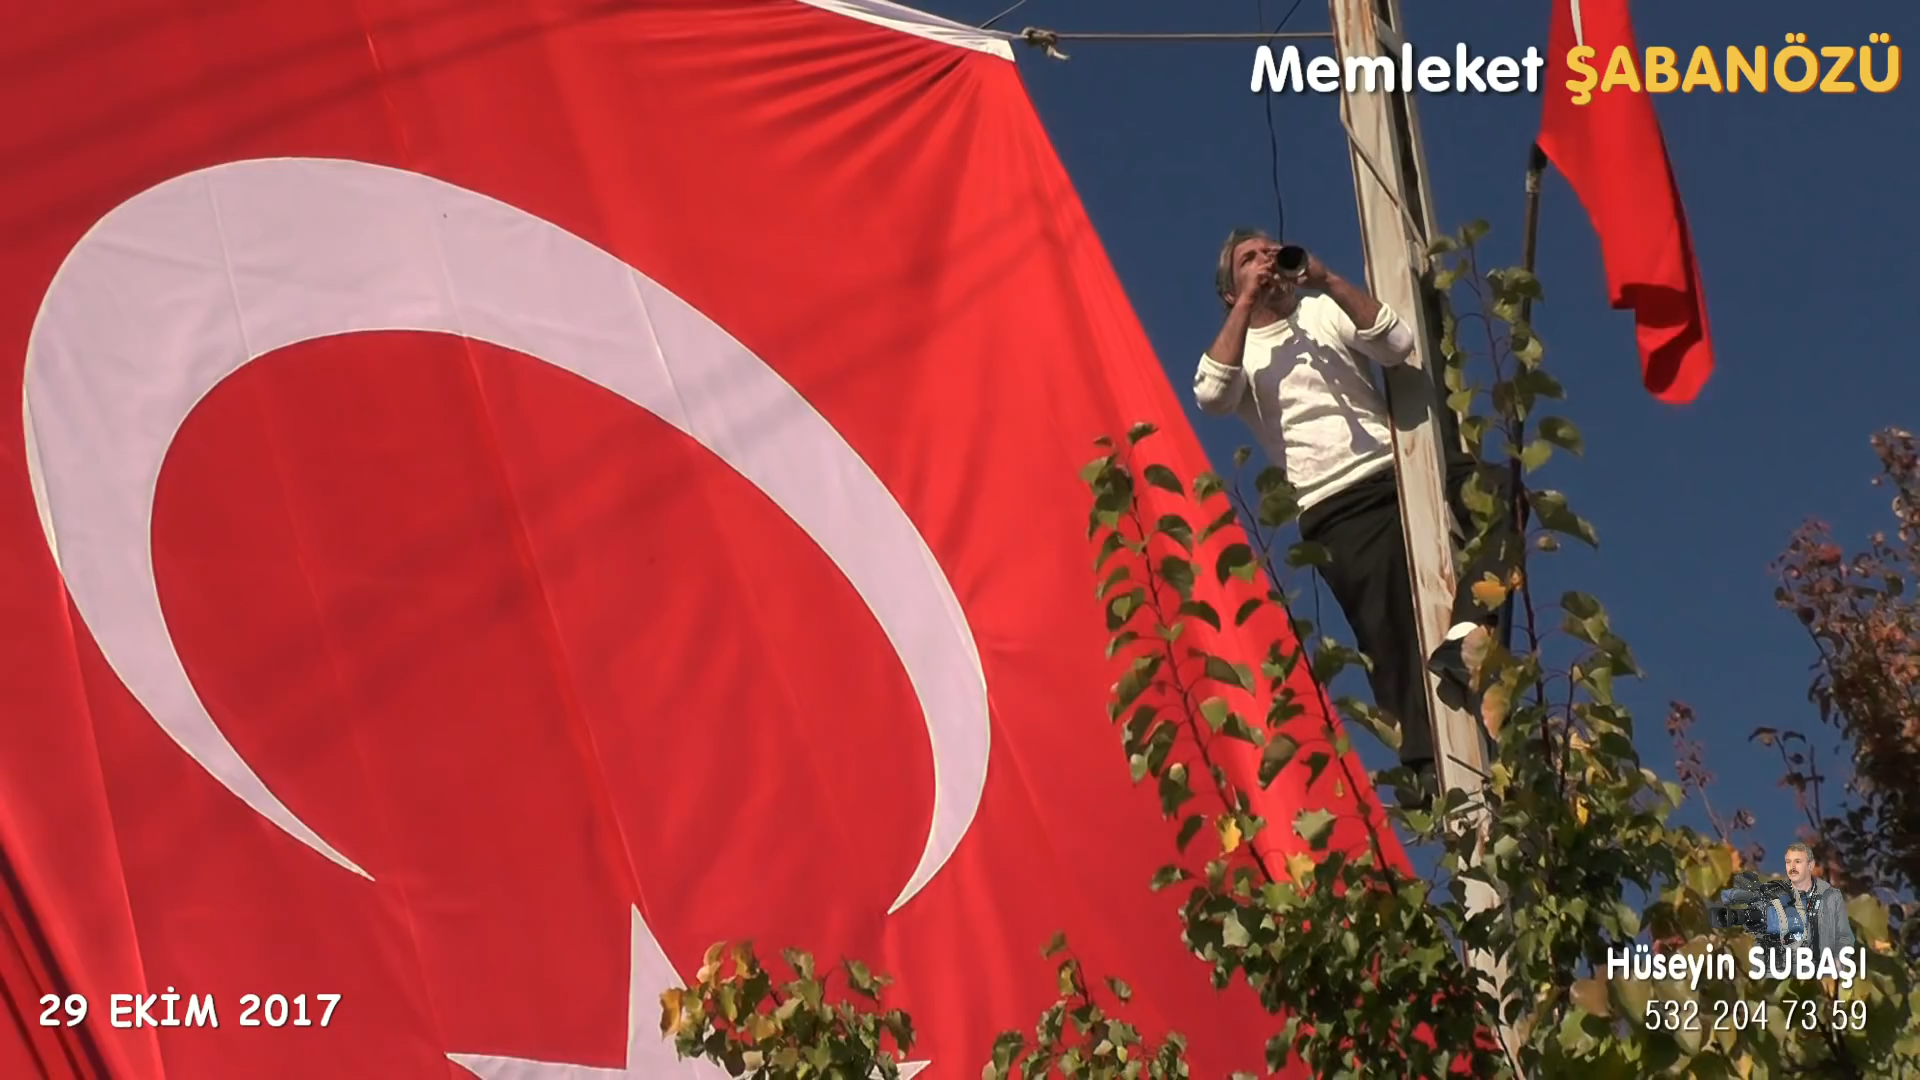 Memleket ŞABANÖZÜ
Hüseyin SUBAŞI
532 204 73 59
29 EKİM 2017